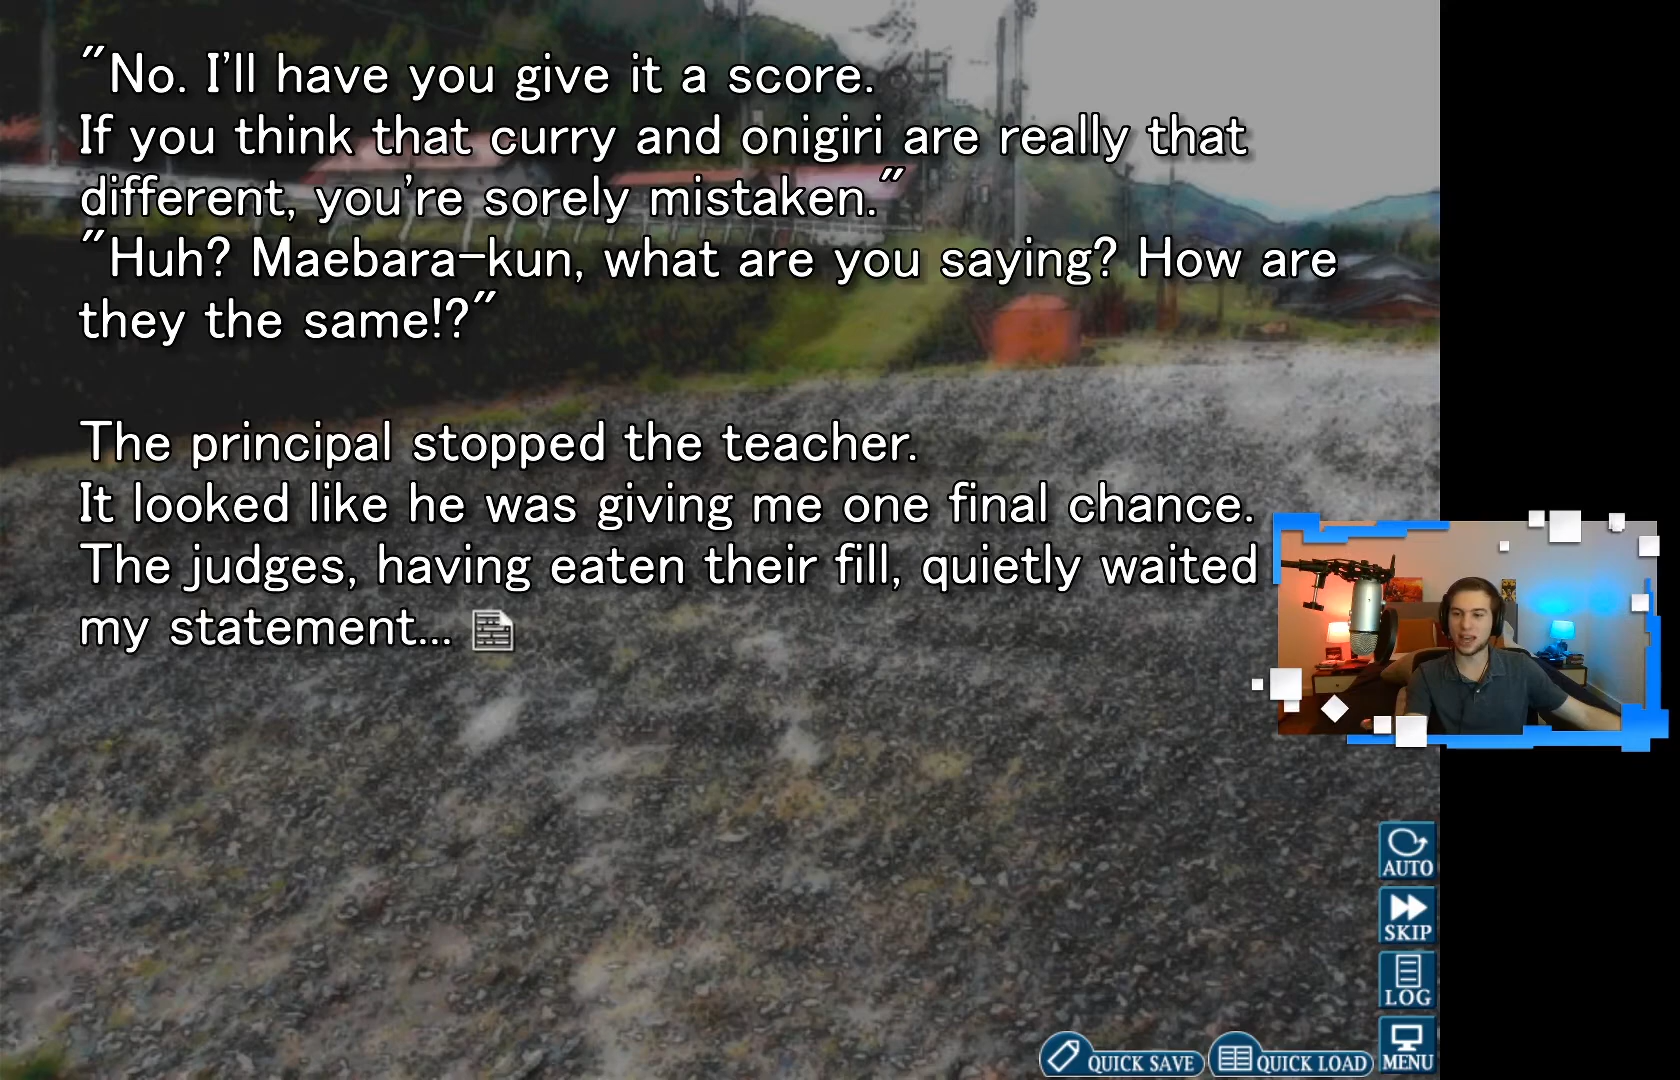 "No. I'll have you give it a score.
If you think that curry and onigiri are really that
different, you're sorely mistaken."
"Huh? Maebara-kun, what are you saying? How are
they the same!?"
The principal stopped the teacher.
It looked like he was giving me one final chance.
The judges, having eaten their fill, quietly waited
my statement...
AUTO
SKIP
LOG
MENU
QUICK SAVE
QUICK LOAD